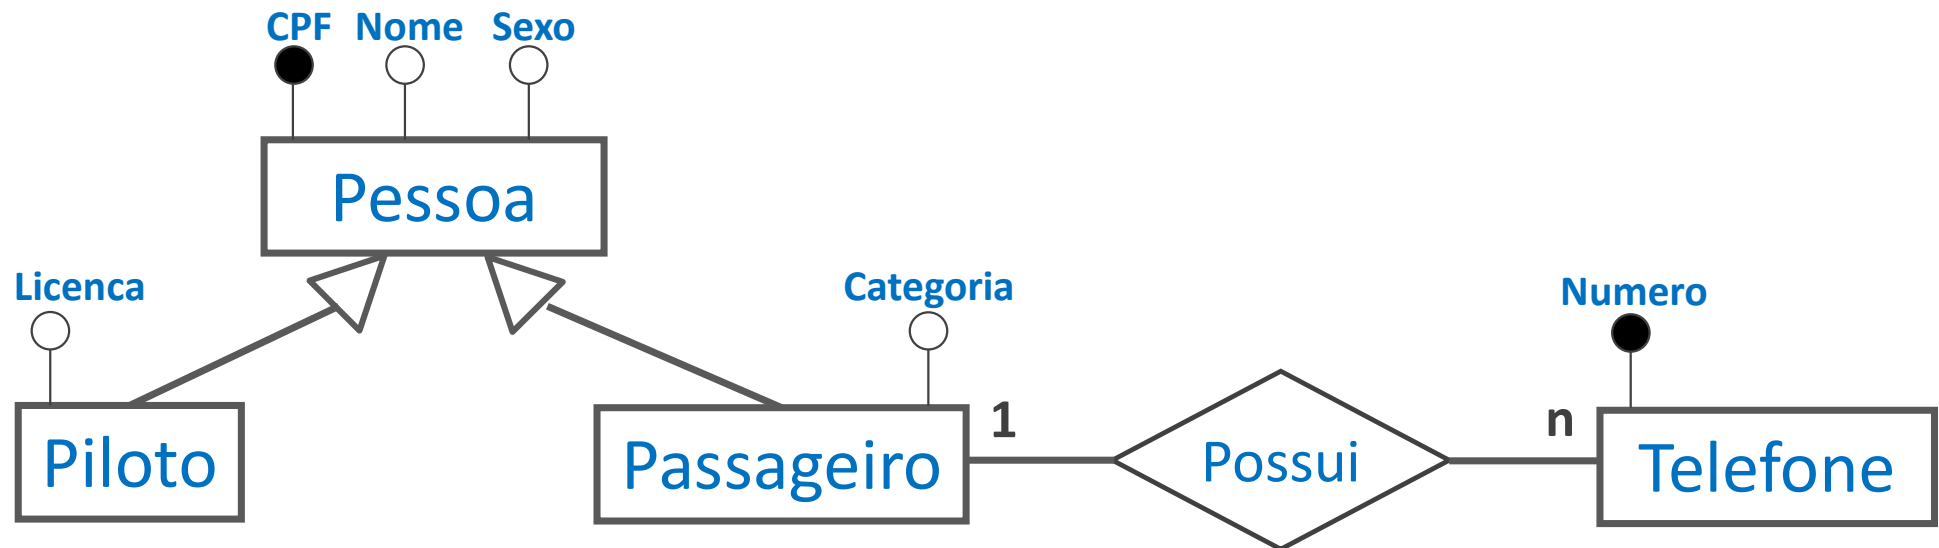 CPF Nome Sexo
Pessoa
Licenca
Categoria
Numero
Piloto
Passageiro
1
Possui
n
Telefone